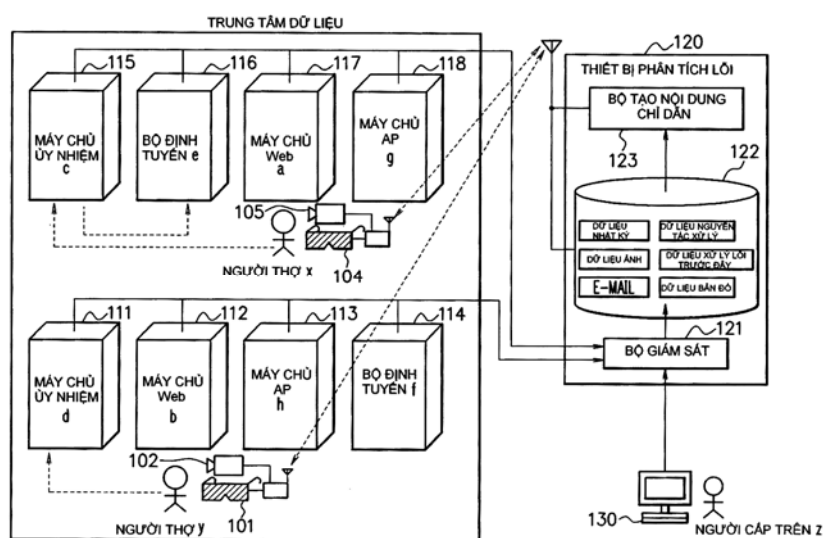 TRUNG TÂM DỮ LIỆU
115
116
117
118
MÁY CHỦ
ỦY NHIỆM
c
BỘ ĐỊNH
TUYẾN e
MÁY CHỦ
Web
a
MÁY CHỦ
AP
g
105
NGƯỜI THỢ x
104
111
112
113
114
MÁY CHỦ
ỦY NHIỆM
d
MÁY CHỦ
Web
b
MÁY CHỦ
AP
h
BỘ ĐỊNH
TUYẾN f
102
NGƯỜI THỢ y
101
120
THIẾT BỊ PHÂN TÍCH LỖI
BỘ TẠO NỘI DUNG
CHỈ DẪN
123
122
DỮ LIỆU
NHẬT KÝ
DỮ LIỆU NGUYÊN
TẮC XỬ LÝ
DỮ LIỆU ẢNH
DỮ LIỆU XỬ LÝ LỖI
TRƯỚC ĐÂY
E-MAIL
DỮ LIỆU BẢN ĐỒ
121
BỘ GIÁM SÁT
130
NGƯỜI CẤP TRÊN z